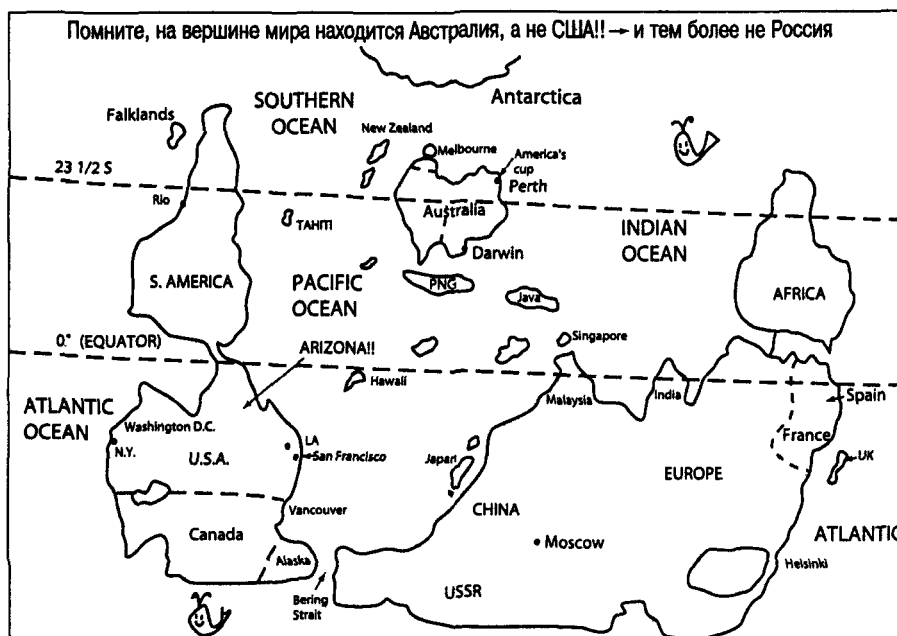 Помните, на вершине мира находится Австралия, а не США!! → и тем более не Россия
Antarctica
SOUTHERN
OCEAN
Falklands
New Zealand
Melbourne
America's
cup
Perth
23 1/2 S
Rio
TAHITI
Australia
INDIAN
OCEAN
Darwin
S. AMERICA
PACIFIC
OCEAN
PNG
Java
AFRICA
0° (EQUATOR)
ARIZONA!!
Singapore
Hawaii
Malaysia
India
Spain
ATLANTIC
OCEAN
Washington D.C.
N.Y.
U.S.A.
LA
San Francisco
Japan
France
UK
EUROPE
CHINA
Vancouver
Canada
Alaska
Moscow
ATLANTIC
Helsinki
Bering
Strait
USSR